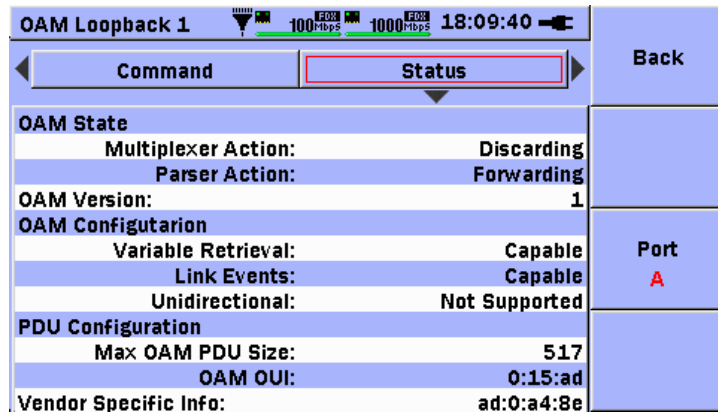 OAM Loopback 1 100 FDX Mbps 1000 FDX Mbps 18:09:40
Back
Command Status
OAM State
Multiplexer Action: Discarding
Parser Action: Forwarding
OAM Version: 1
OAM Configutarion
Variable Retrieval: Capable
Link Events: Capable
Unidirectional: Not Supported
Port
A
PDU Configuration
Max OAM PDU Size: 517
OAM OUI: 0:15:ad
Vendor Specific Info: ad:0:a4:8e